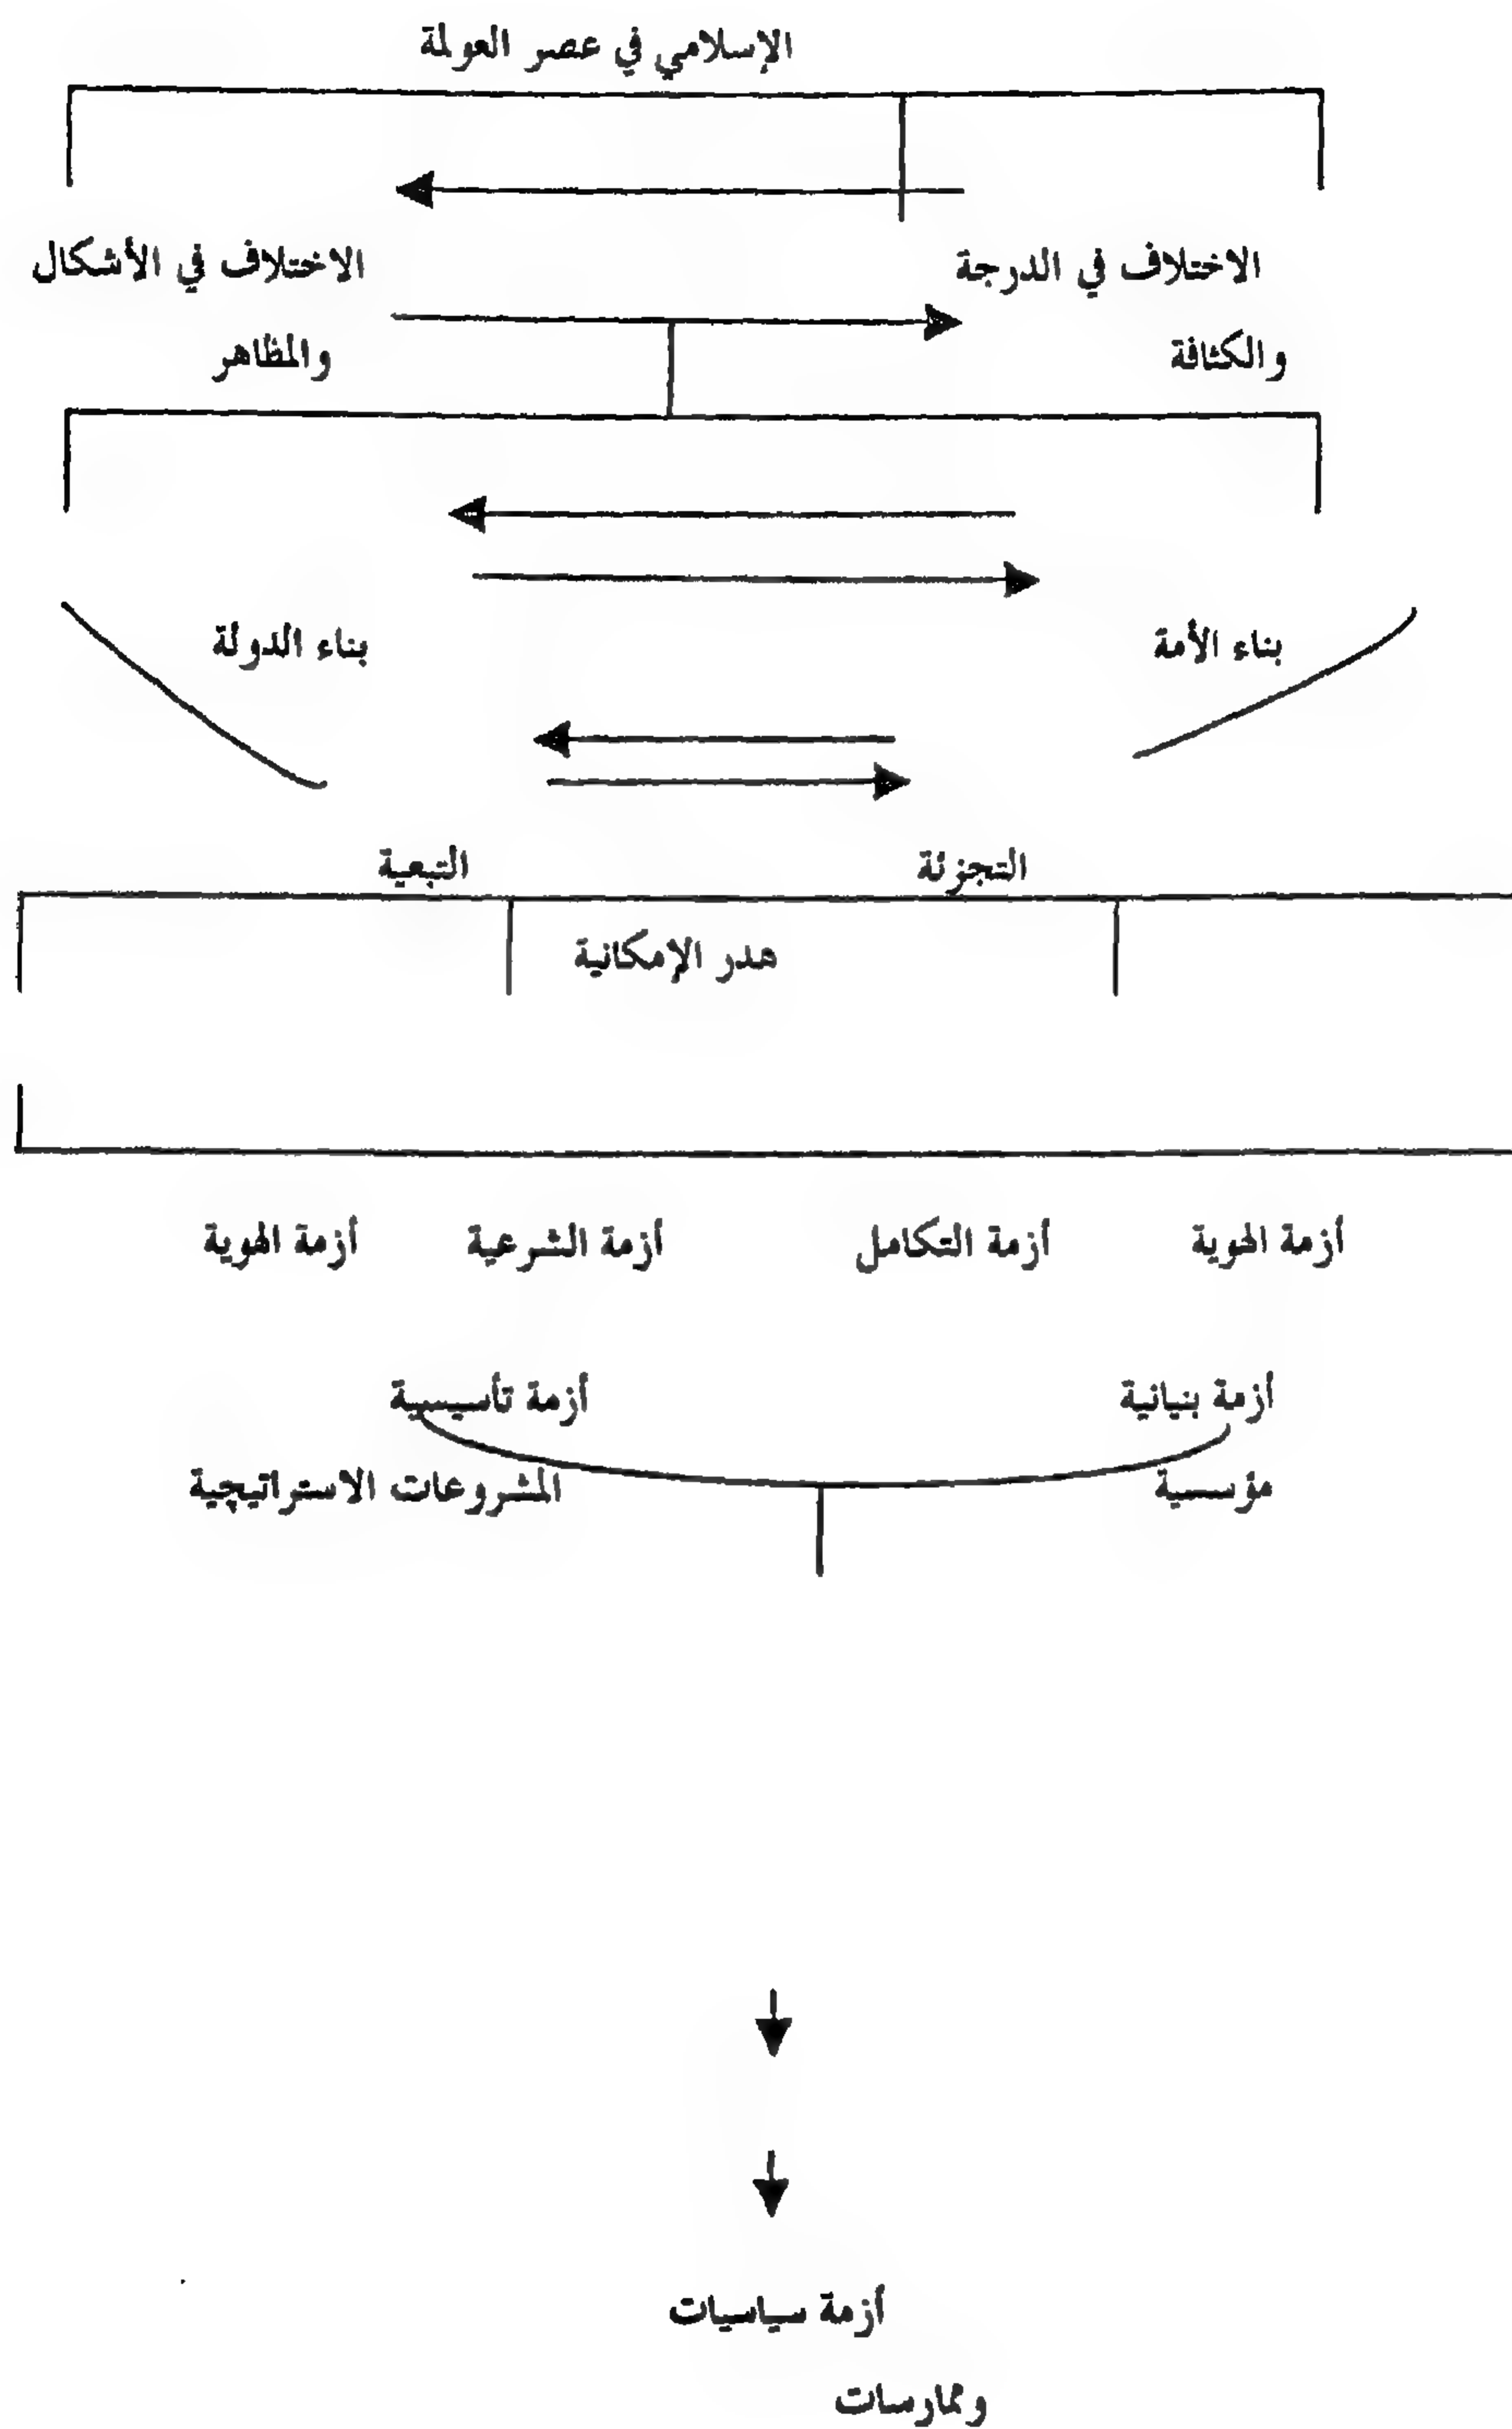 الإسلامي في عصر العولمة
الاختلاف في الدرجة الاختلاف في الأشكال
والكثافة والمظاهر
بناء الأمة بناء الدولة
التجزئة التبعية
هدر الإمكانية
أزمة الهوية أزمة التكامل أزمة الشرعية أزمة الهوية
أزمة بنيانية أزمة تأسيسية
مؤسسية المشروعات الاستراتيجية
أزمة سياسيات
وممارسات